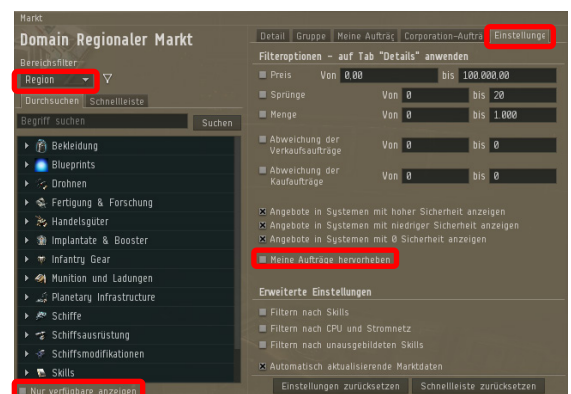 Markt
Domain Regionaler Markt
Bereichsfilter
Region
Durchsuchen Schnellleiste
Begriff suchen Suchen
Bekleidung
Blueprints
Drohnen
Fertigung & Forschung
Handelsgüter
Implantate & Booster
Infantry Gear
Munition und Ladungen
Planetary Infrastructure
Schiffe
Schiffsausrüstung
Schiffsmodifikationen
Skills
Nur verfügbare anzeigen
Detail Gruppe Meine Aufträg Corporation-Aufträ Einstellunge
Filteroptionen - auf Tab "Details" anwenden
Preis Von 0.00 bis 100.000.00
Sprünge Von 0 bis 20
Menge Von 0 bis 1.000
Abweichung der
Verkaufsaufträge Von 0 bis 0
Abweichung der
Kaufaufträge Von 0 bis 0
Angebote in Systemen mit hoher Sicherheit anzeigen
Angebote in Systemen mit niedriger Sicherheit anzeigen
Angebote in Systemen mit 0 Sicherheit anzeigen
Meine Aufträge hervorheben
Erweiterte Einstellungen
Filtern nach Skills
Filtern nach CPU und Stromnetz
Filtern nach unausgebildeten Skills
Automatisch aktualisierende Marktdaten
Einstellungen zurücksetzen Schnellleiste zurücksetzen